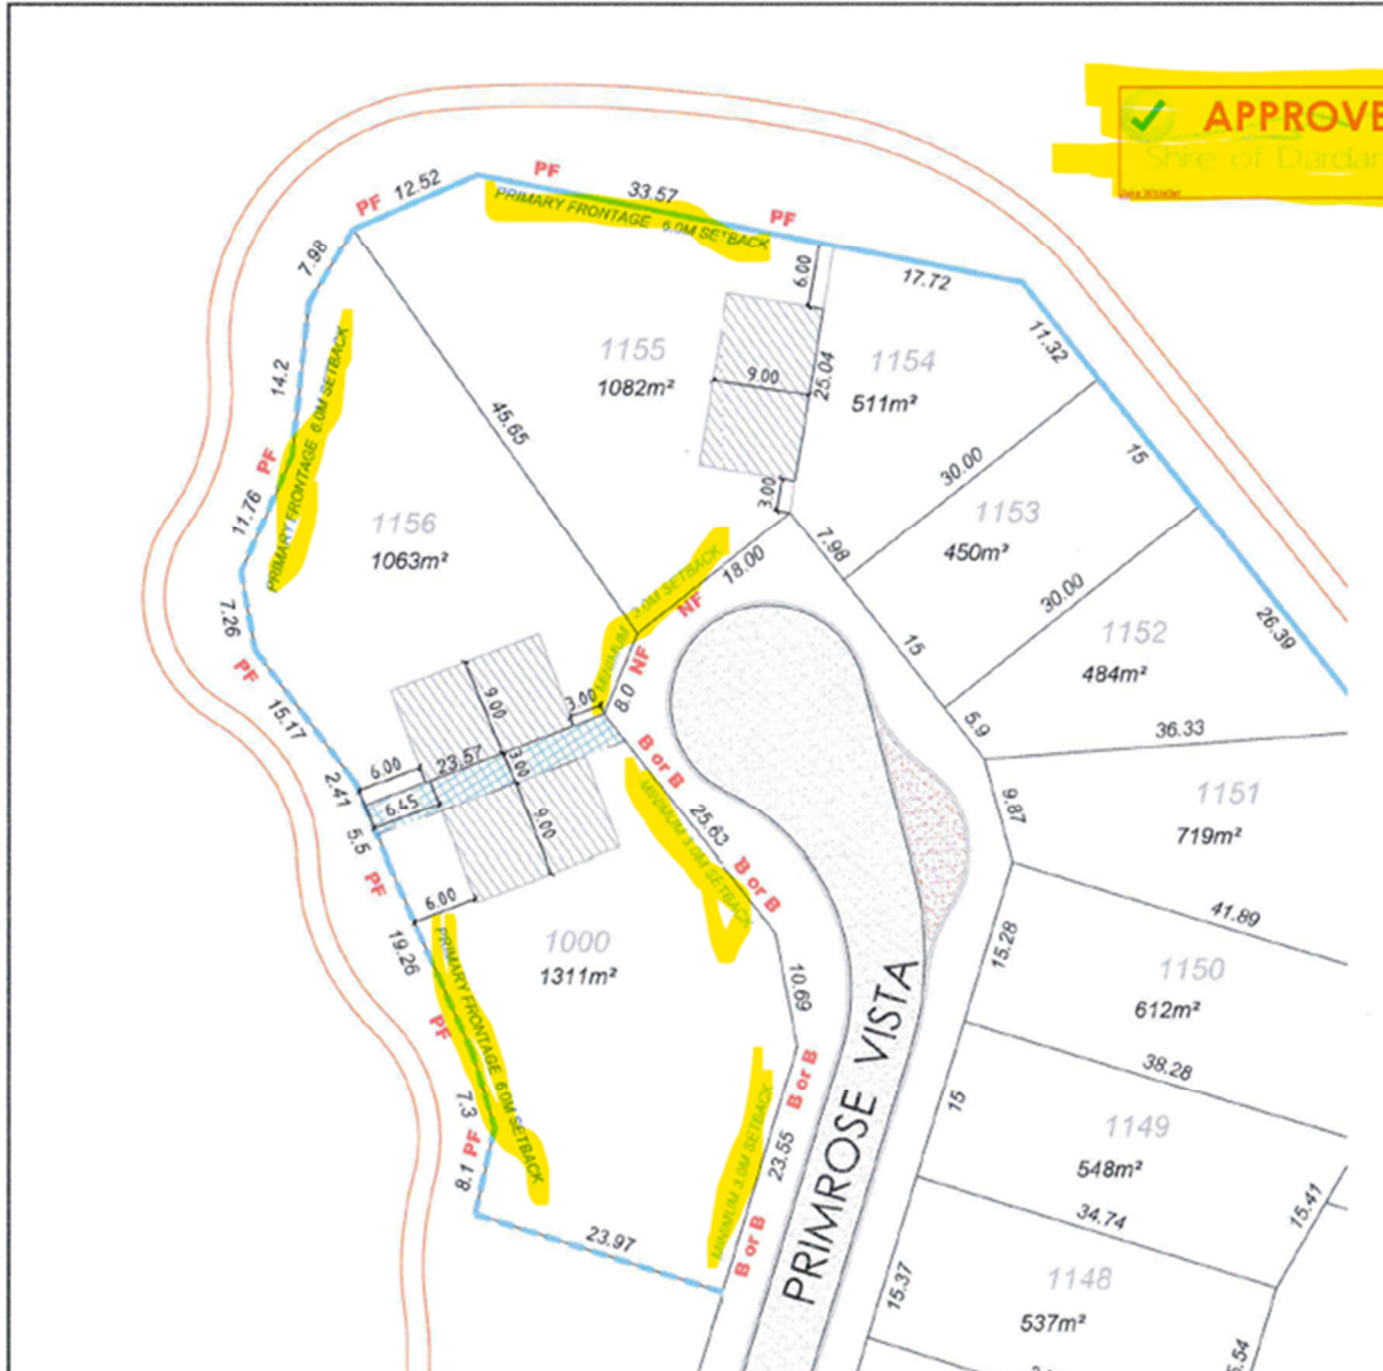 APPROVE
Shire of Dardan
PF
12.52
PF
33.57
PF
PRIMARY FRONTAGE 6.0M SETBACK
7.98
6.00
17.72
14.2
PRIMARY FRONTAGE 6.0M SETBACK
1155
1082m²
9.00
25.04
1154
511m²
11.32
45.65
15
PF
11.76
30.00
3.00
1156
1063m²
1153
450m²
7.98
18.00
MINIMUM 3.0M SETBACK
NF
30.00
7.26
PF
15
1152
484m²
26.39
NF
8.0
9.00
3.00
15.17
5.9
36.33
B or B
6.00
23.57
3.00
2.41
6.45
9.00
5.5
25.63
MINIMUM 3.0M SETBACK
9.87
1151
719m²
PF
B or B
6.00
41.89
19.26
1000
1311m²
10.69
15.28
1150
612m²
PF
PRIMARY FRONTAGE 6.0M SETBACK
PRIMROSE VISTA
38.28
B or B
15
7.3
PF
1149
548m²
8.1
MINIMUM 3.0M SETBACK
23.55
34.74
15.41
23.97
B or B
15.37
1148
537m²